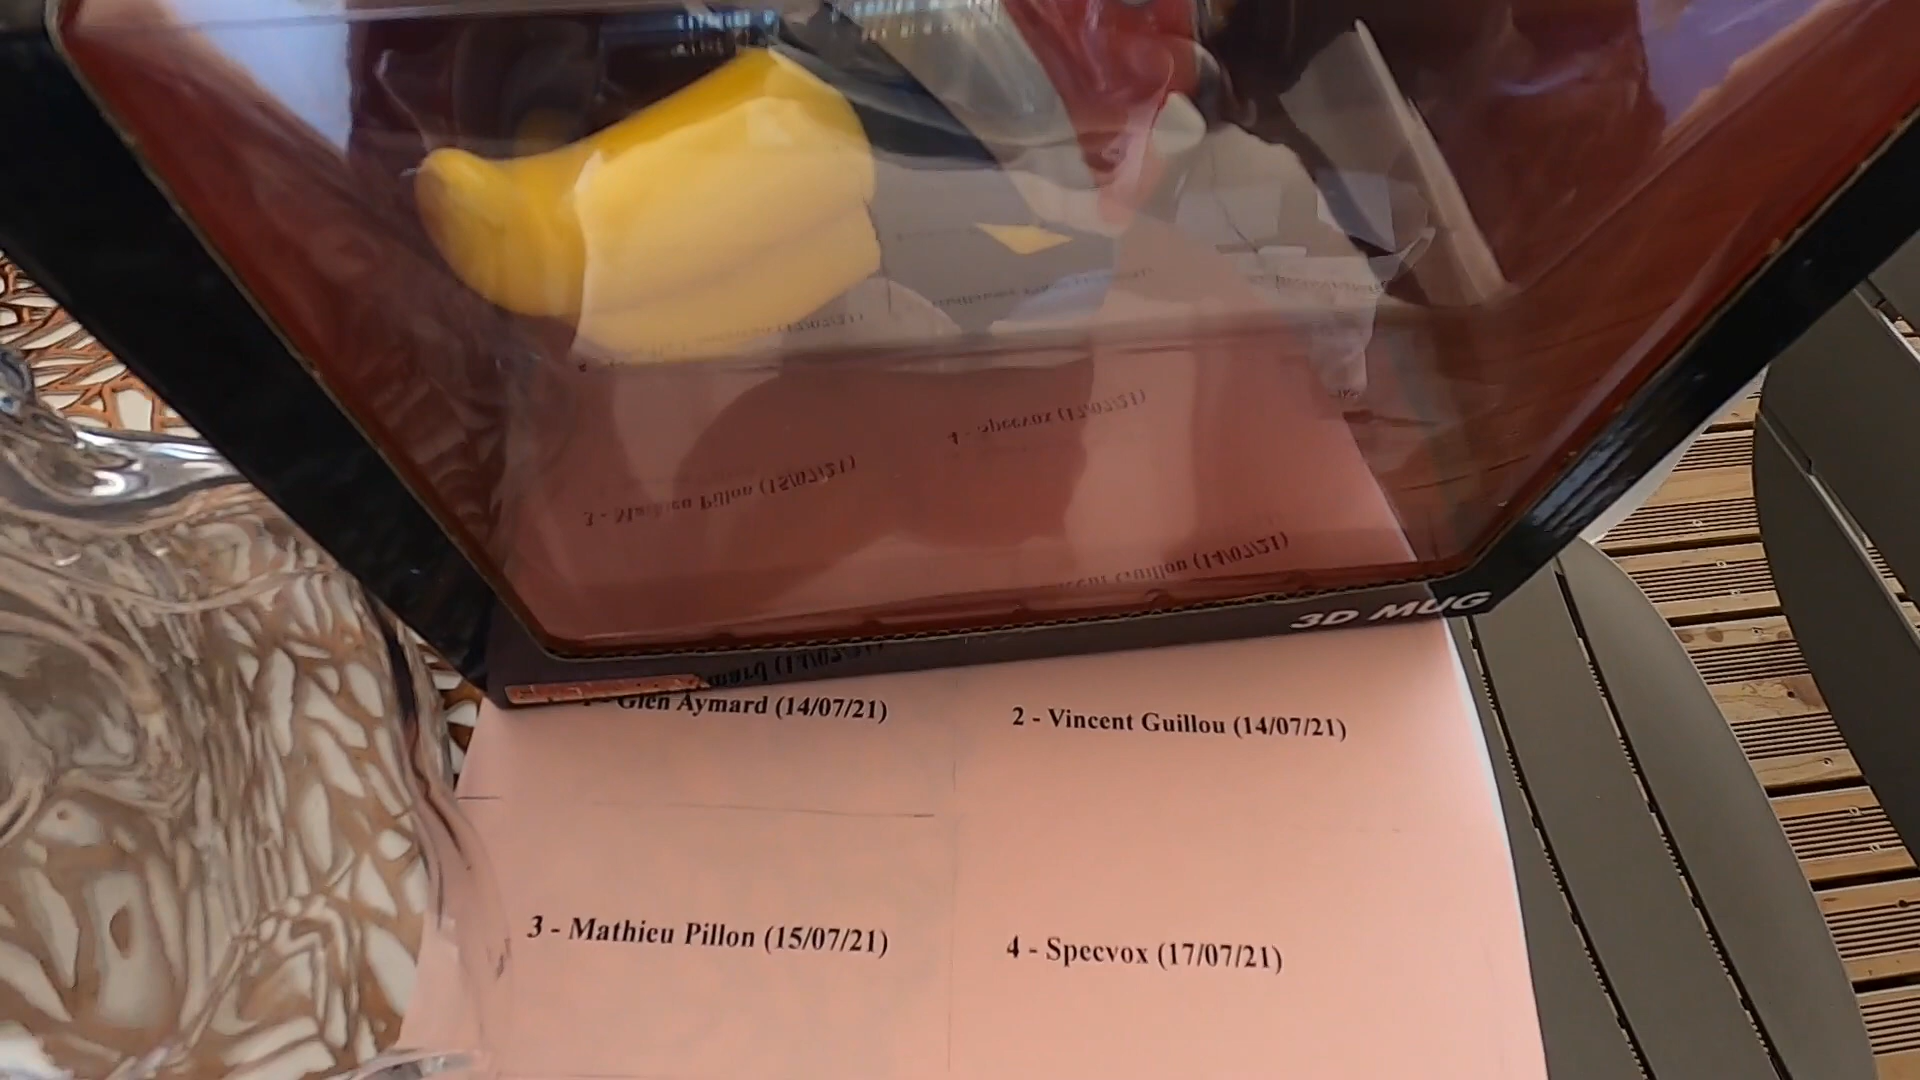 3D MUG
1 - Glen Aymard (14/07/21)
2 - Vincent Guillou (14/07/21)
3 - Mathieu Pillon (15/07/21)
4 - Specvox (17/07/21)